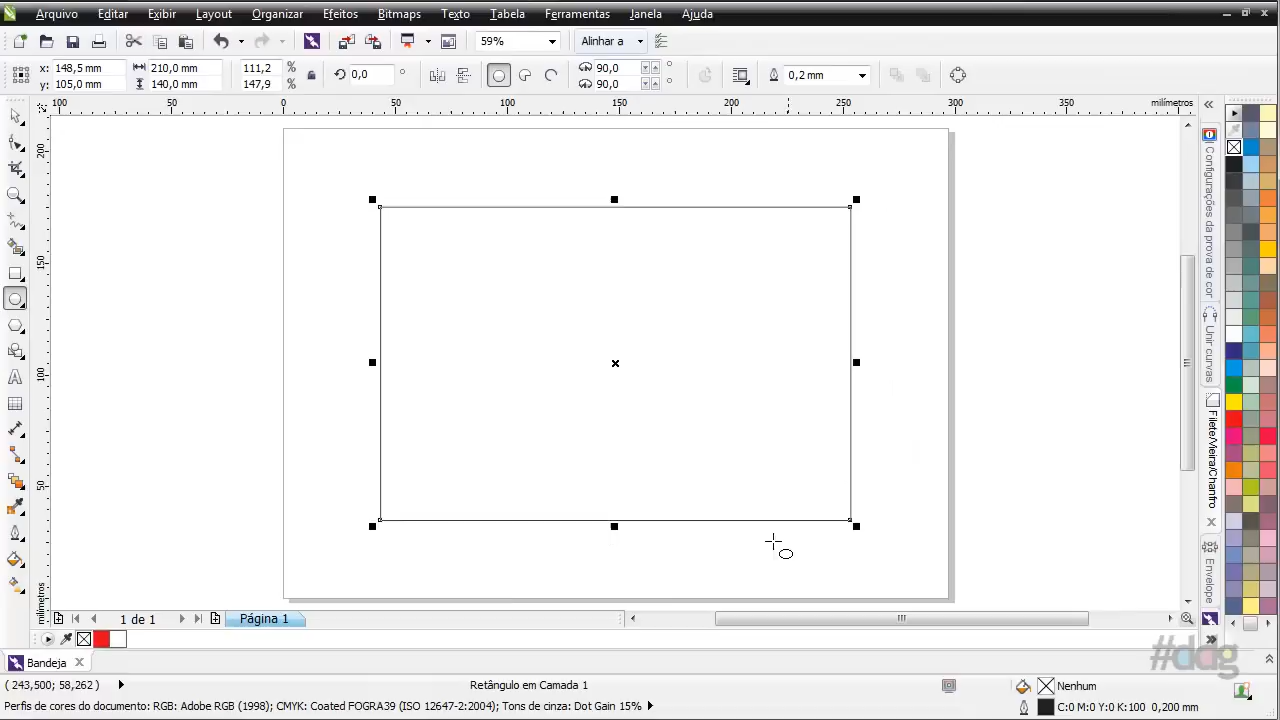 Arquivo Editar Exibir Layout Organizar Efeitos Bitmaps Texto Tabela Ferramentas Janela Ajuda
59% Alinhar a
x: 148,5 mm 210,0 mm 111,2 % 0,0 ° 90,0 ° 0,2 mm
y: 105,0 mm 140,0 mm 147,9 % 90,0 °
100 50 0 50 100 150 200 250 300 350 milímetros
200
150
100
50
milímetros
Configurações da prova de cor
Unir curvas
Filete/Vieira/Chanfro
Envelope
1 de 1 Página 1
#ddg
Bandeja
( 243,500; 58,262 ) Retângulo em Camada 1 Nenhum
Perfis de cores do documento: RGB: Adobe RGB (1998); CMYK: Coated FOGRA39 (ISO 12647-2:2004); Tons de cinza: Dot Gain 15% C:0 M:0 Y:0 K:100 0,200 mm